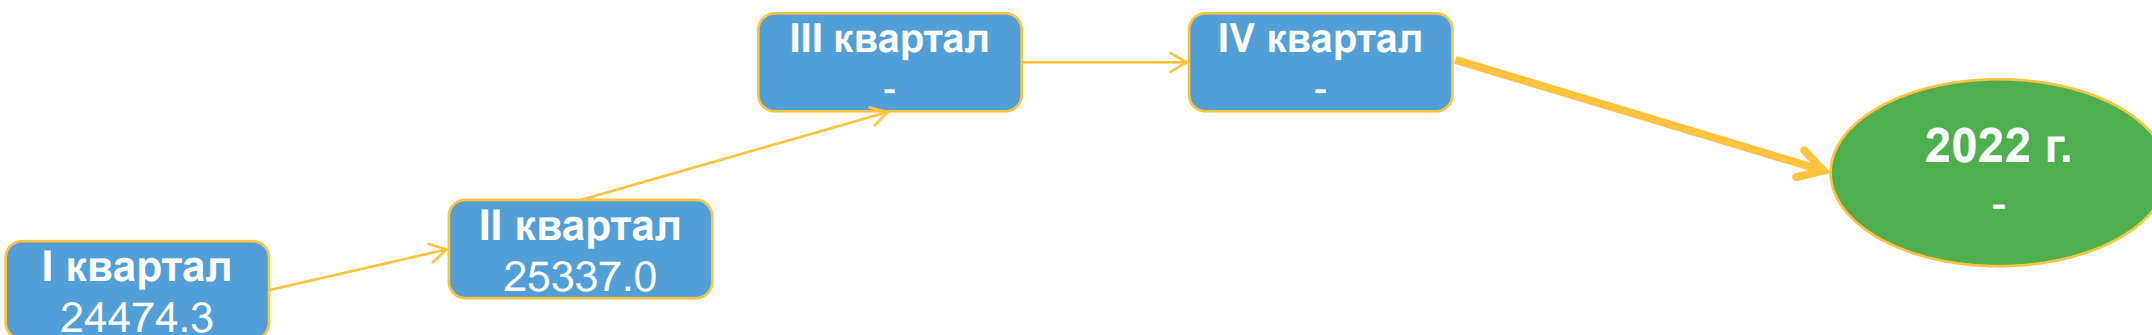 I квартал
24474.3
II квартал
25337.0
III квартал
-
IV квартал
-
2022 г.
-